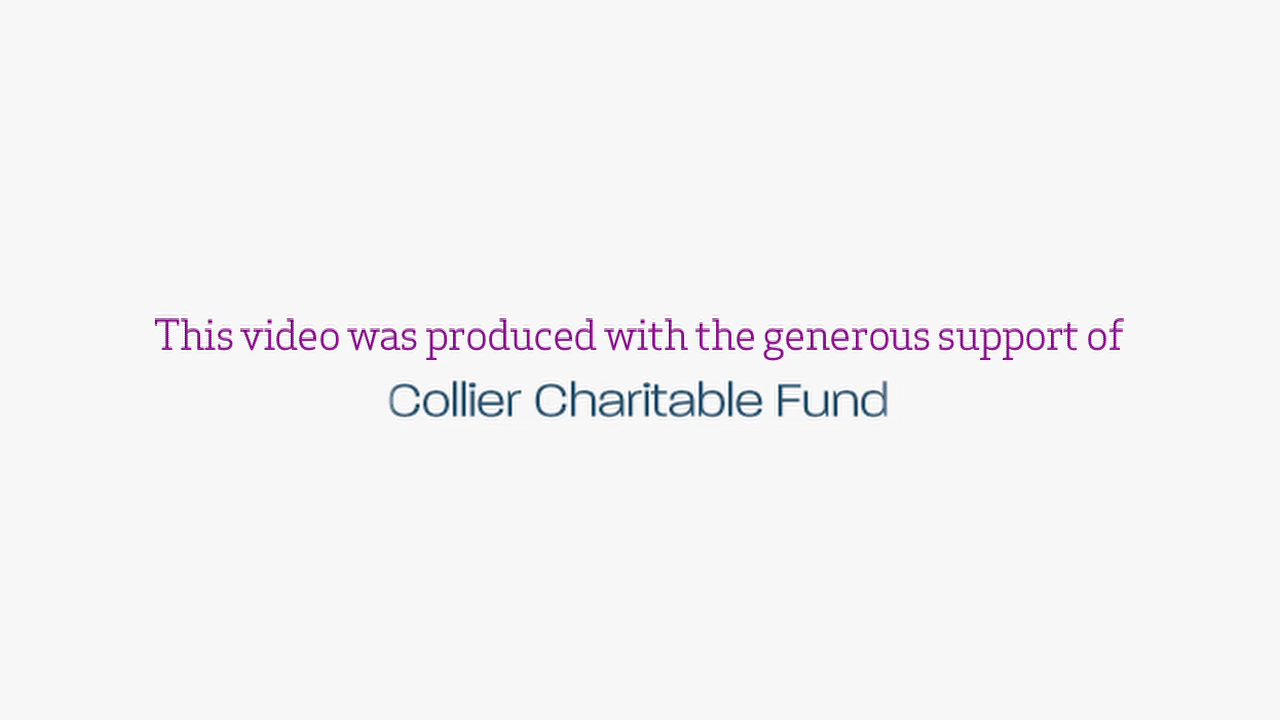 This video was produced with the generous support of
Collier Charitable Fund